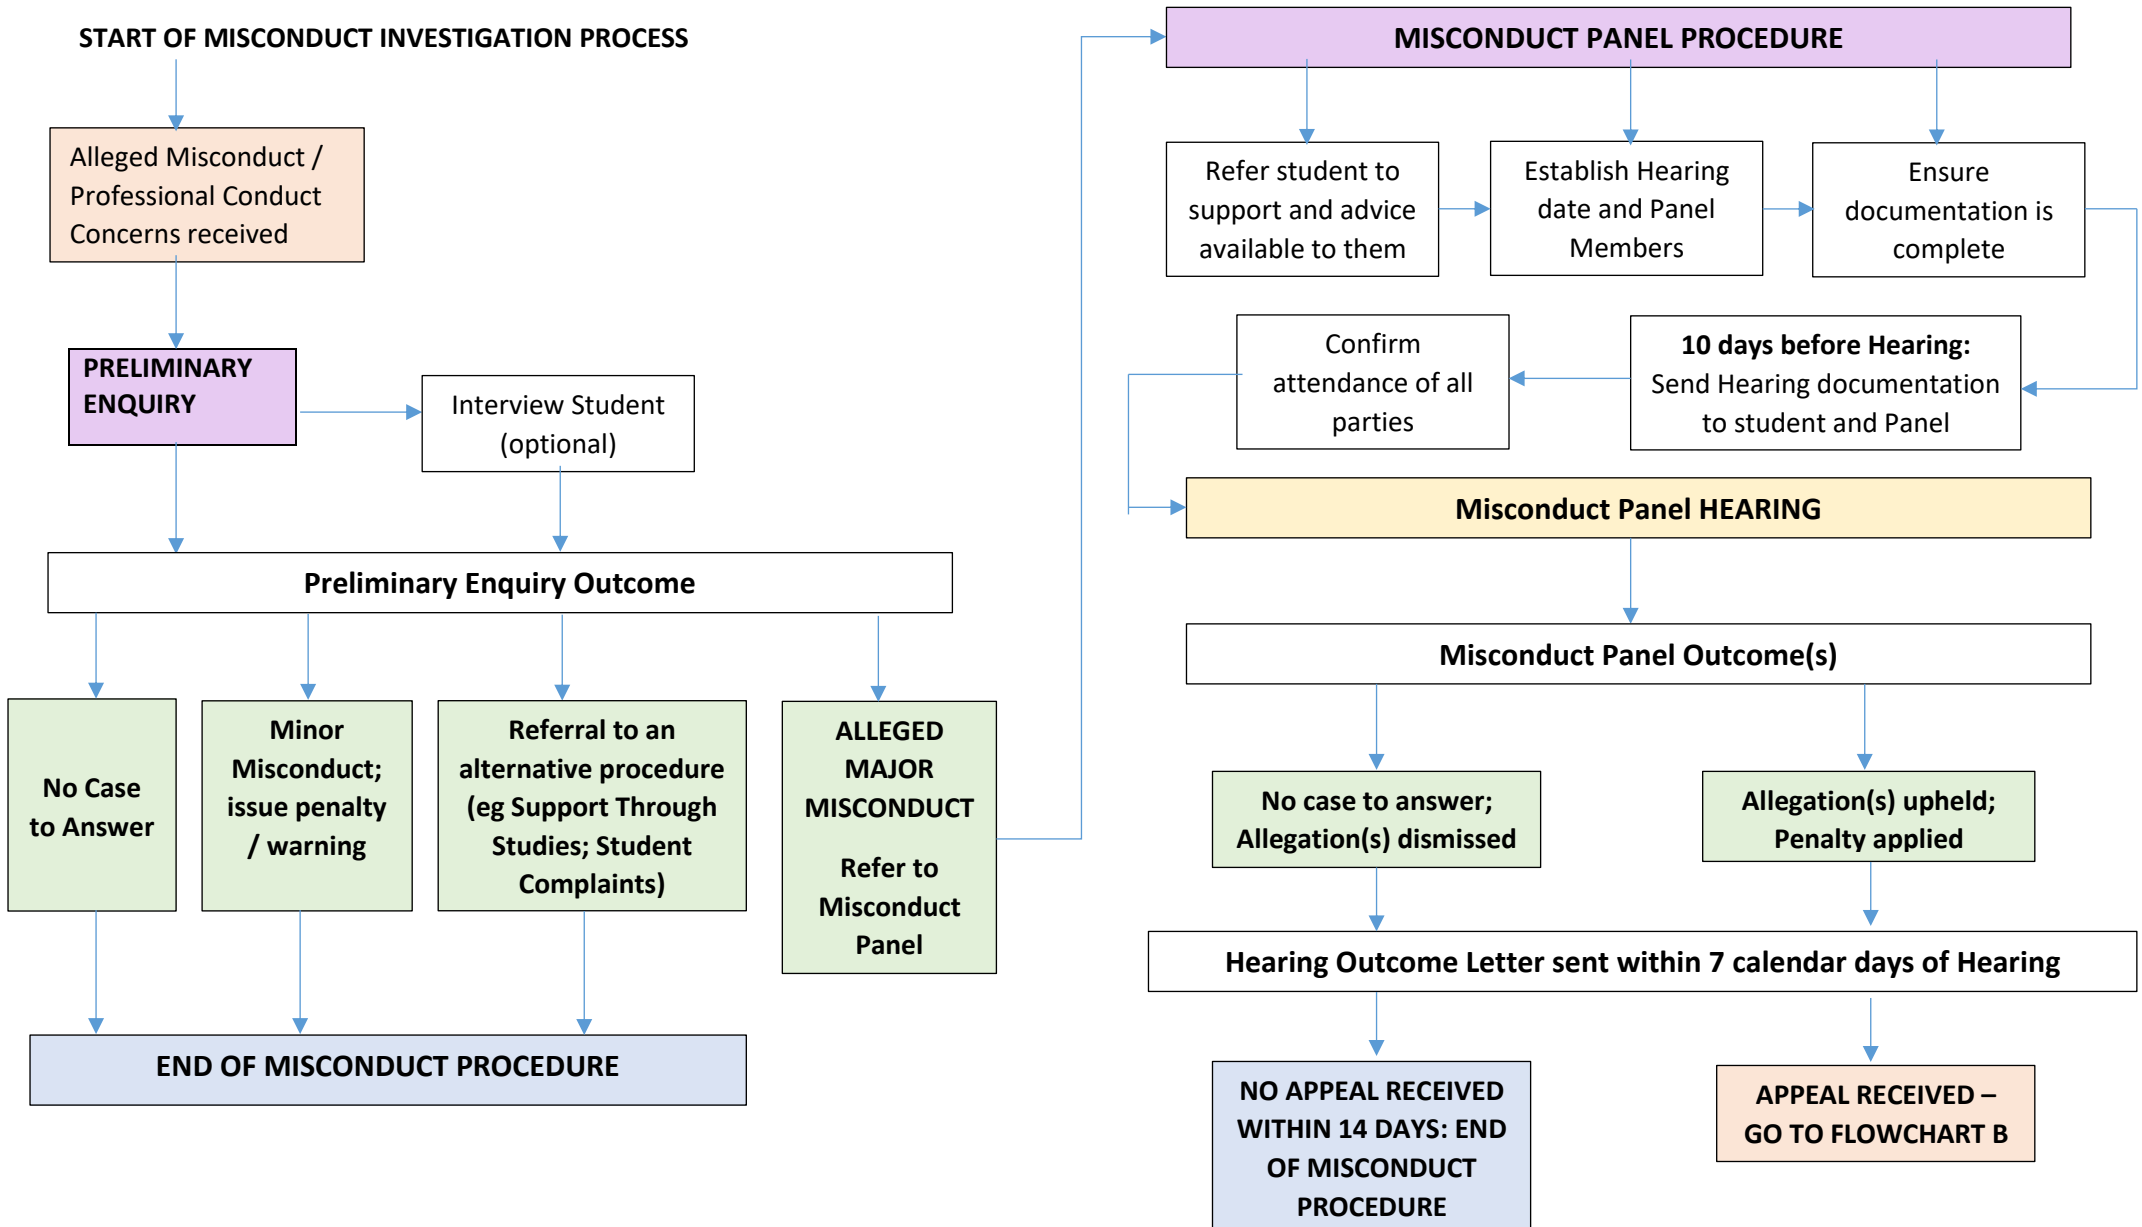 START OF MISCONDUCT INVESTIGATION PROCESS
Alleged Misconduct /
Professional Conduct
Concerns received
PRELIMINARY
ENQUIRY
Interview Student
(optional)
Preliminary Enquiry Outcome
No Case
to Answer
Minor
Misconduct;
issue penalty
/ warning
Referral to an
alternative procedure
(eg Support Through
Studies; Student
Complaints)
ALLEGED
MAJOR
MISCONDUCT
Refer to
Misconduct
Panel
END OF MISCONDUCT PROCEDURE
MISCONDUCT PANEL PROCEDURE
Refer student to
support and advice
available to them
Establish Hearing
date and Panel
Members
Ensure
documentation is
complete
10 days before Hearing:
Send Hearing documentation
to student and Panel
Confirm
attendance of all
parties
Misconduct Panel HEARING
Misconduct Panel Outcome(s)
No case to answer;
Allegation(s) dismissed
Allegation(s) upheld;
Penalty applied
Hearing Outcome Letter sent within 7 calendar days of Hearing
NO APPEAL RECEIVED
WITHIN 14 DAYS: END
OF MISCONDUCT
PROCEDURE
APPEAL RECEIVED –
GO TO FLOWCHART B